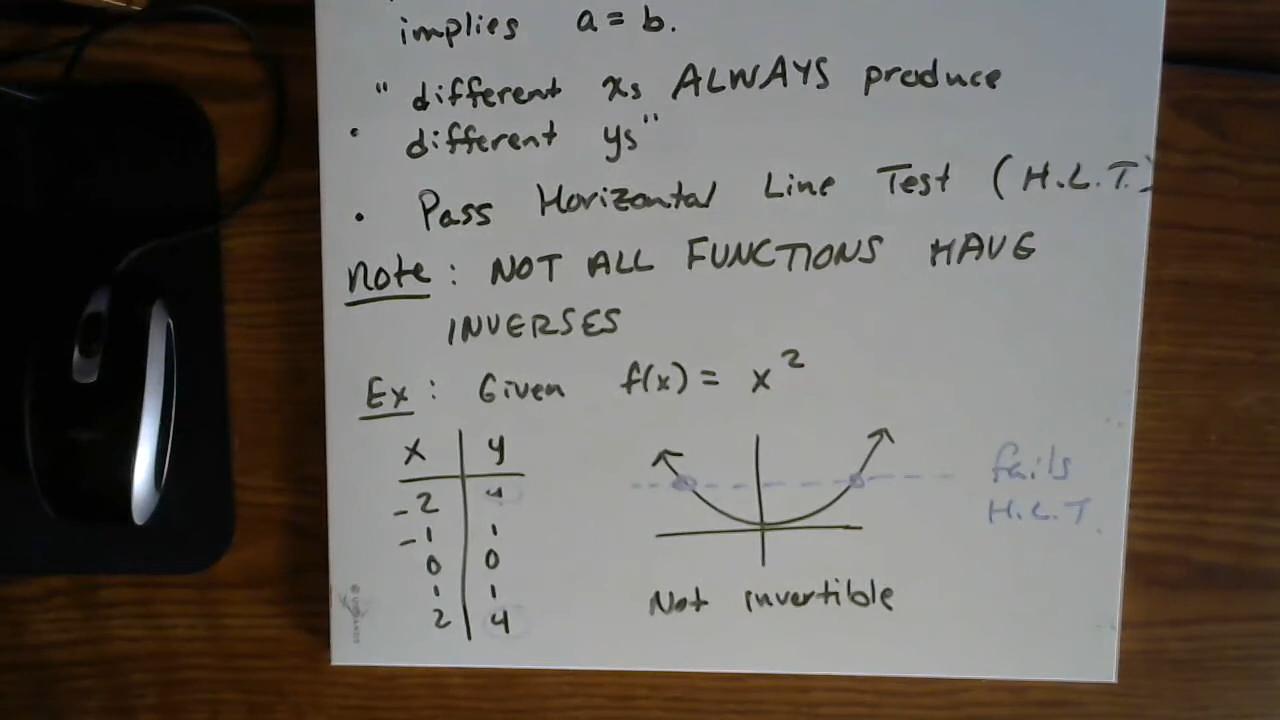 implies a = b.
" different xs ALWAYS produce
• different ys"
• Pass Horizontal Line Test (H.L.T.)
note: NOT ALL FUNCTIONS HAVE
INVERSES
Ex: Given f(x) = x²
x y
-2 4
-1 1
0 0
1 1
2 4
fails
H.L.T.
Not invertible